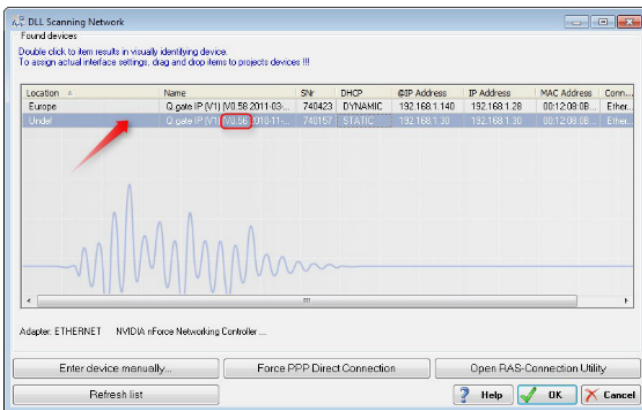 DLL Scanning Network
Found devices
Double click to item results in visually identifying device.
To assign actual interface settings, drag and drop items to projects devices !!!
Location Name SNr DHCP @IP Address IP Address MAC Address Conn...
Europe Q.gate IP (V1) (V0.58 2011-03-... 740423 DYNAMIC 192.168.1.140 192.168.1.28 00:12:08:0B... Ether...
Undef Q.gate IP (V1) (V0.56 2010-11-... 740157 STATIC 192.168.1.30 192.168.1.30 00:12:08:0B... Ether...
Adapter: ETHERNET NVIDIA nForce Networking Controller ...
Enter device manually... Force PPP Direct Connection Open RAS-Connection Utility
Refresh list Help OK Cancel